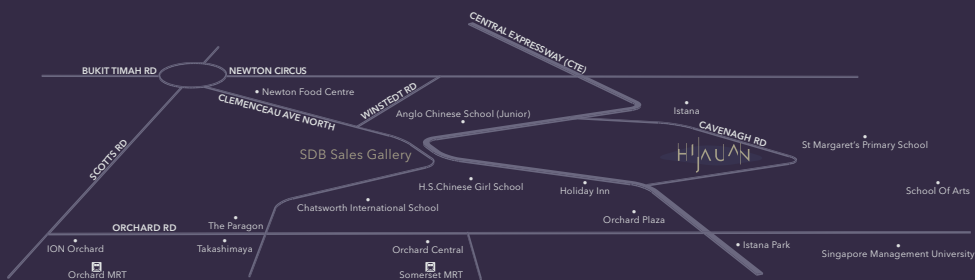 CENTRAL EXPRESSWAY (CTE)
BUKIT TIMAH RD
NEWTON CIRCUS
Newton Food Centre
CLEMENCEAU AVE NORTH
WINSTEDT RD
Anglo Chinese School (Junior)
Istana
CAVENAGH RD
HIJAUAN
St Margaret's Primary School
SCOTTS RD
SDB Sales Gallery
H.S.Chinese Girl School
Holiday Inn
School Of Arts
Chatsworth International School
Orchard Plaza
ORCHARD RD
The Paragon
ION Orchard
Takashimaya
Orchard Central
Istana Park
Singapore Management University
Orchard MRT
Somerset MRT